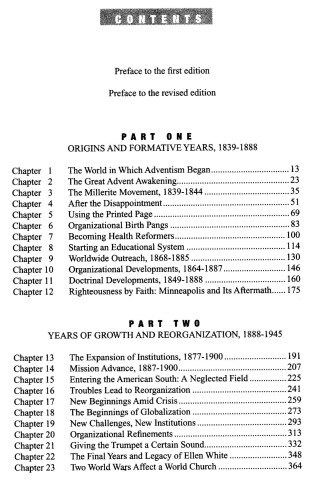 CONTENTS
Preface to the first edition
Preface to the revised edition
PART ONE
ORIGINS AND FORMATIVE YEARS, 1839-1888
Chapter 1 The World in Which Adventism Began 13
Chapter 2 The Great Advent Awakening 23
Chapter 3 The Millerite Movement, 1839-1844 35
Chapter 4 After the Disappointment 51
Chapter 5 Using the Printed Page 69
Chapter 6 Organizational Birth Pangs 83
Chapter 7 Becoming Health Reformers 100
Chapter 8 Starting an Educational System 114
Chapter 9 Worldwide Outreach, 1868-1885 130
Chapter 10 Organizational Developments, 1864-1887 146
Chapter 11 Doctrinal Developments, 1849-1888 160
Chapter 12 Righteousness by Faith: Minneapolis and Its Aftermath 175
PART TWO
YEARS OF GROWTH AND REORGANIZATION, 1888-1945
Chapter 13 The Expansion of Institutions, 1877-1900 191
Chapter 14 Mission Advance, 1887-1900 207
Chapter 15 Entering the American South: A Neglected Field 225
Chapter 16 Troubles Lead to Reorganization 241
Chapter 17 New Beginnings Amid Crisis 259
Chapter 18 The Beginnings of Globalization 273
Chapter 19 New Challenges, New Institutions 293
Chapter 20 Organizational Refinements 313
Chapter 21 Giving the Trumpet a Certain Sound 332
Chapter 22 The Final Years and Legacy of Ellen White 348
Chapter 23 Two World Wars Affect a World Church 364